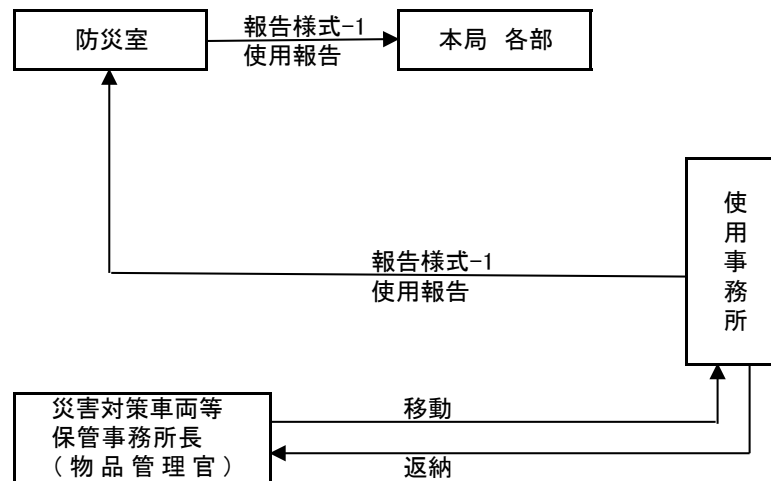 防災室
報告様式-1
使用報告
本局 各部
使用事務所
報告様式-1
使用報告
災害対策車両等
保管事務所長
(物品管理官)
移動
返納